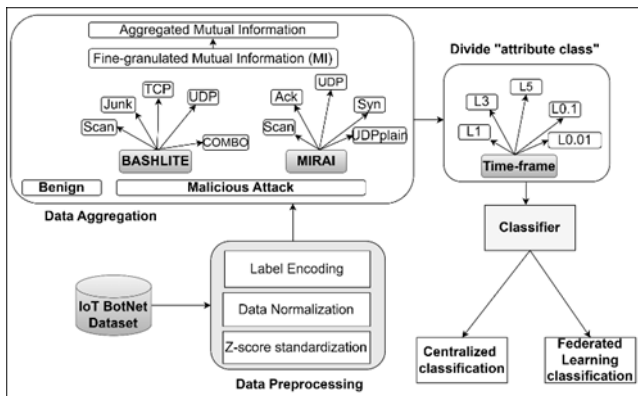 Aggregated Mutual Information
Fine-granulated Mutual Information (MI)
TCP
Junk
UDP
Scan
COMBO
BASHLITE
UDP
Ack
Syn
Scan
UDPplain
MIRAI
Benign
Malicious Attack
Data Aggregation
Divide "attribute class"
L5
L3
L0.1
L1
L0.01
Time-frame
Classifier
Centralized
classification
Federated
Learning
classification
IoT BotNet
Dataset
Label Encoding
Data Normalization
Z-score standardization
Data Preprocessing